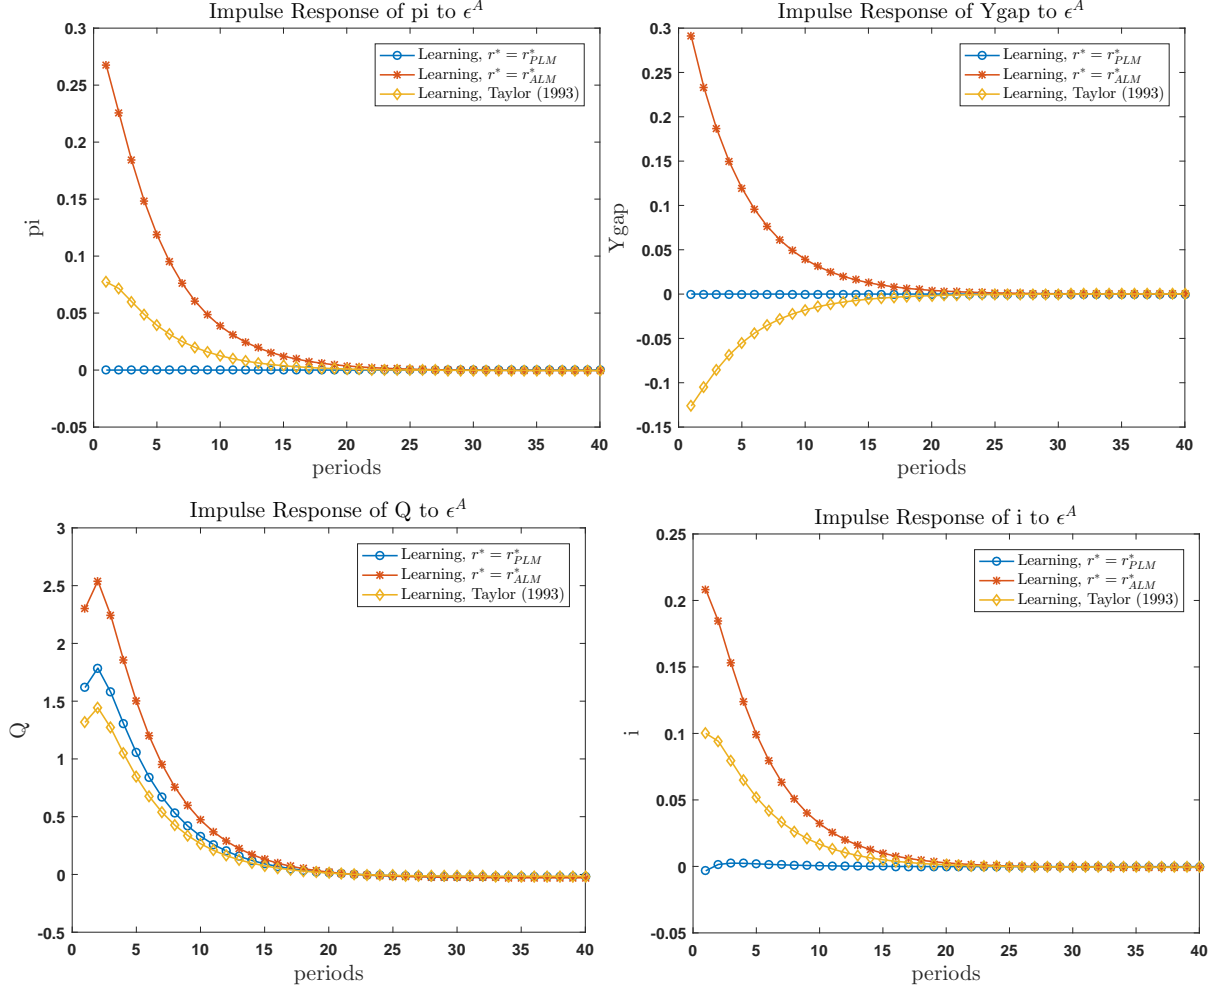 Impulse Response of pi to ϵ^A
0.3
0.25
0.2
0.15
0.1
0.05
0
-0.05
pi
Learning, r* = r*_PLM
Learning, r* = r*_ALM
Learning, Taylor (1993)
0 5 10 15 20 25 30 35 40
periods
Impulse Response of Ygap to ϵ^A
0.3
0.25
0.2
0.15
0.1
0.05
0
-0.05
-0.1
-0.15
Ygap
Learning, r* = r*_PLM
Learning, r* = r*_ALM
Learning, Taylor (1993)
0 5 10 15 20 25 30 35 40
periods
Impulse Response of Q to ϵ^A
3
2.5
2
1.5
1
0.5
0
-0.5
Q
Learning, r* = r*_PLM
Learning, r* = r*_ALM
Learning, Taylor (1993)
0 5 10 15 20 25 30 35 40
periods
Impulse Response of i to ϵ^A
0.25
0.2
0.15
0.1
0.05
0
-0.05
i
Learning, r* = r*_PLM
Learning, r* = r*_ALM
Learning, Taylor (1993)
0 5 10 15 20 25 30 35 40
periods